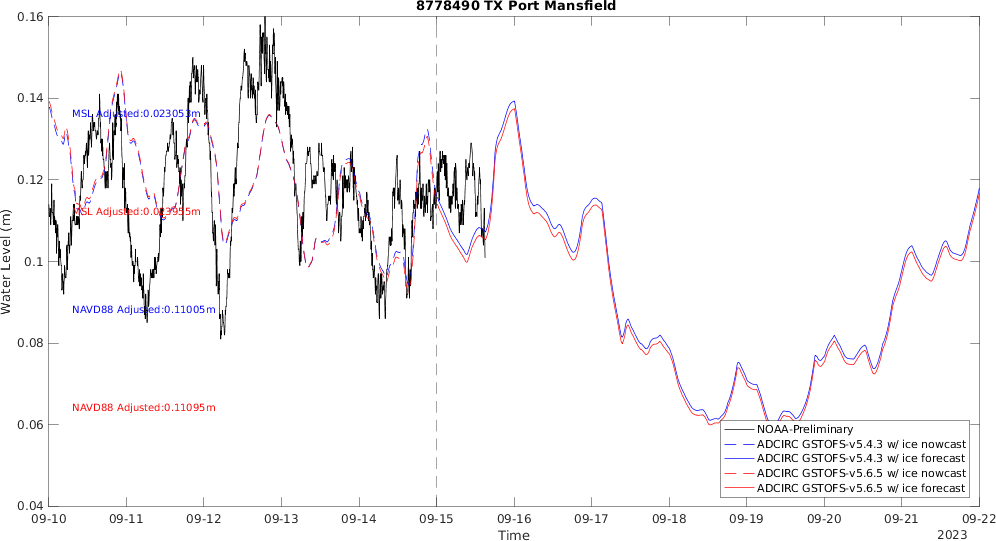 8778490 TX Port Mansfield
Water Level (m)
0.16
0.14
0.12
0.1
0.08
0.06
0.04
MSL Adjusted:0.023053m
MSL Adjusted:0.023955m
NAVD88 Adjusted:0.11005m
NAVD88 Adjusted:0.11095m
NOAA-Preliminary
ADCIRC GSTOFS-v5.4.3 w/ ice nowcast
ADCIRC GSTOFS-v5.4.3 w/ ice forecast
ADCIRC GSTOFS-v5.6.5 w/ ice nowcast
ADCIRC GSTOFS-v5.6.5 w/ ice forecast
09-10 09-11 09-12 09-13 09-14 09-15 09-16 09-17 09-18 09-19 09-20 09-21 09-22
Time
2023